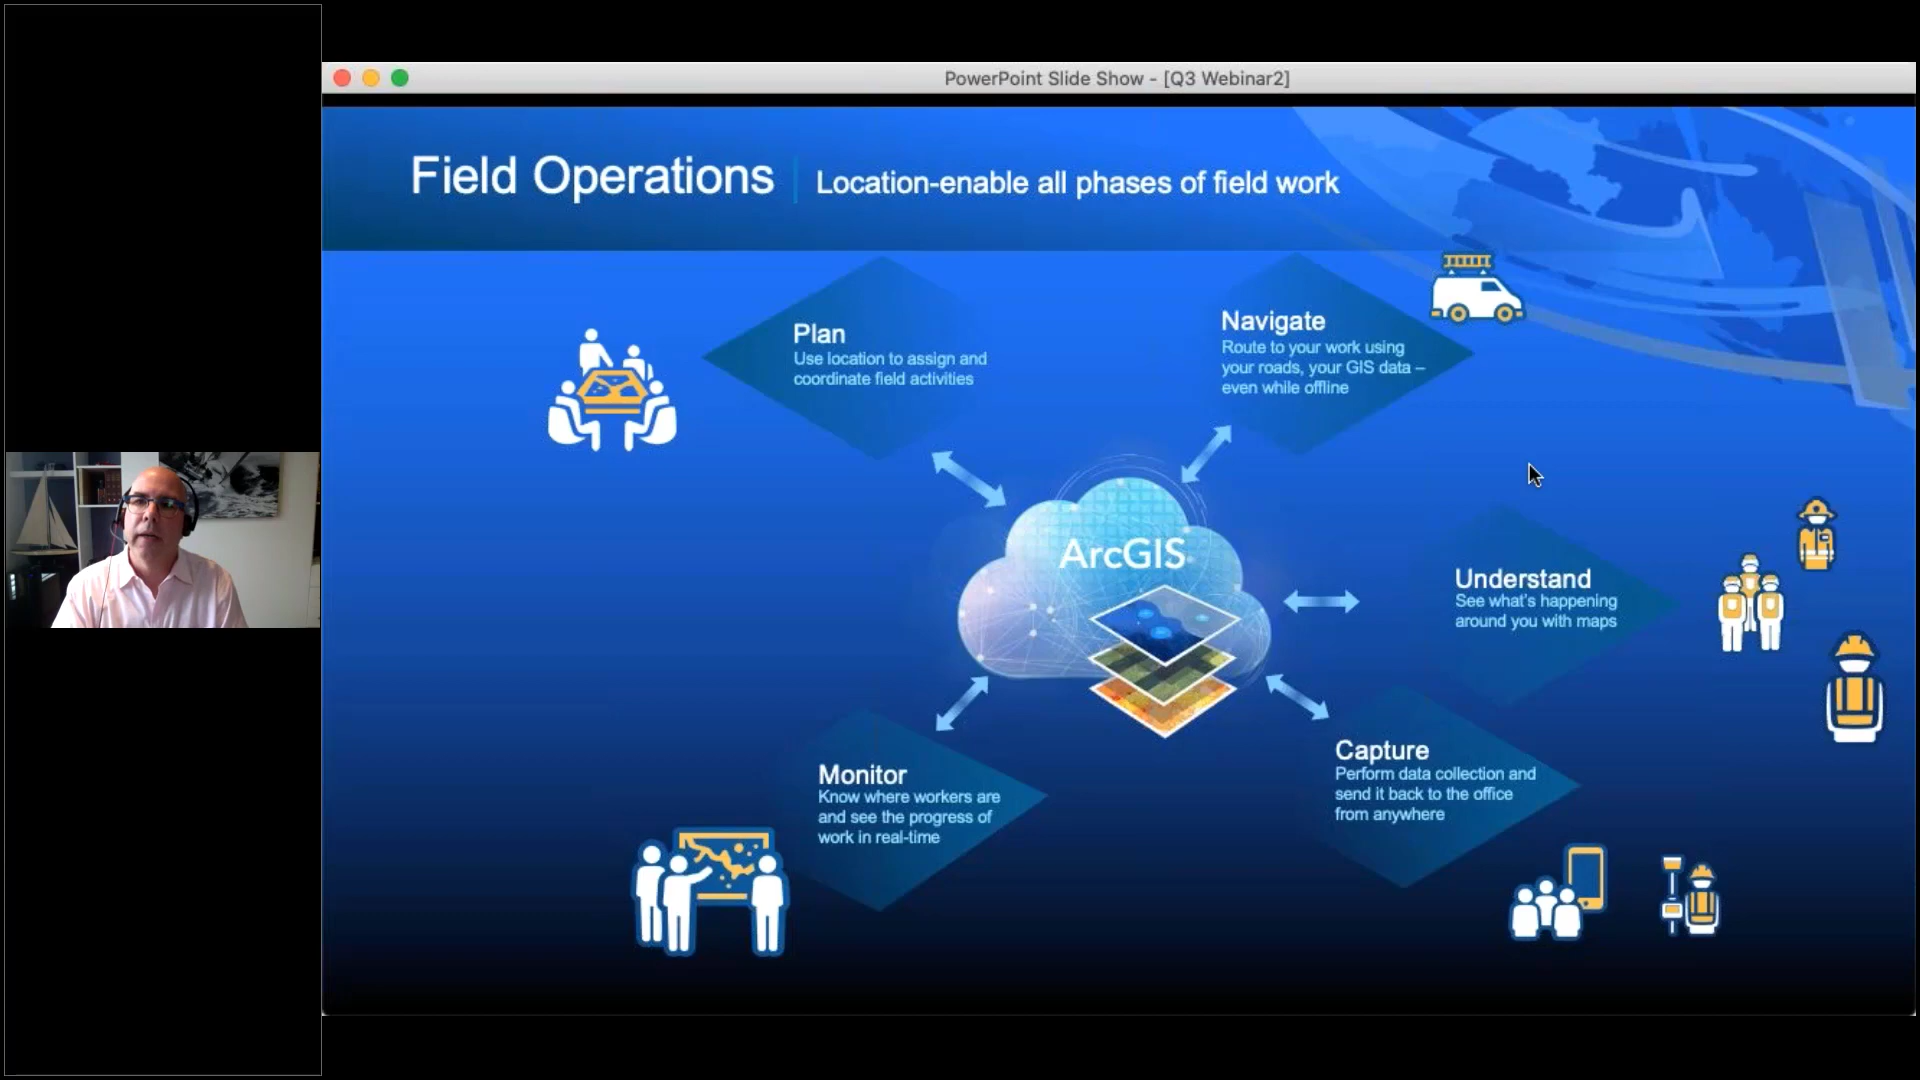 PowerPoint Slide Show - [Q3 Webinar2]
Field Operations
Location-enable all phases of field work
Plan
Use location to assign and
coordinate field activities
Navigate
Route to your work using
your roads, your GIS data –
even while offline
ArcGIS
Understand
See what's happening
around you with maps
Monitor
Know where workers are
and see the progress of
work in real-time
Capture
Perform data collection and
send it back to the office
from anywhere